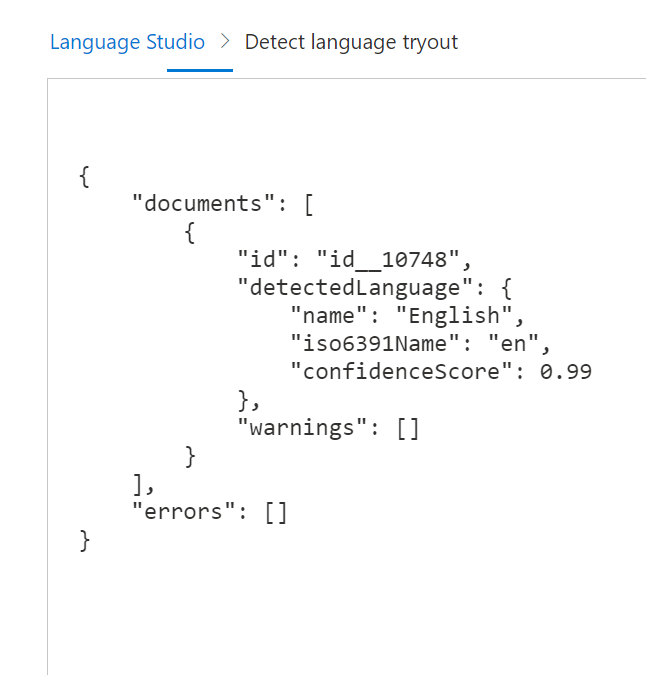 Language Studio > Detect language tryout
{
    "documents": [
        {
            "id": "id__10748",
            "detectedLanguage": {
                "name": "English",
                "iso6391Name": "en",
                "confidenceScore": 0.99
            },
            "warnings": []
        }
    ],
    "errors": []
}